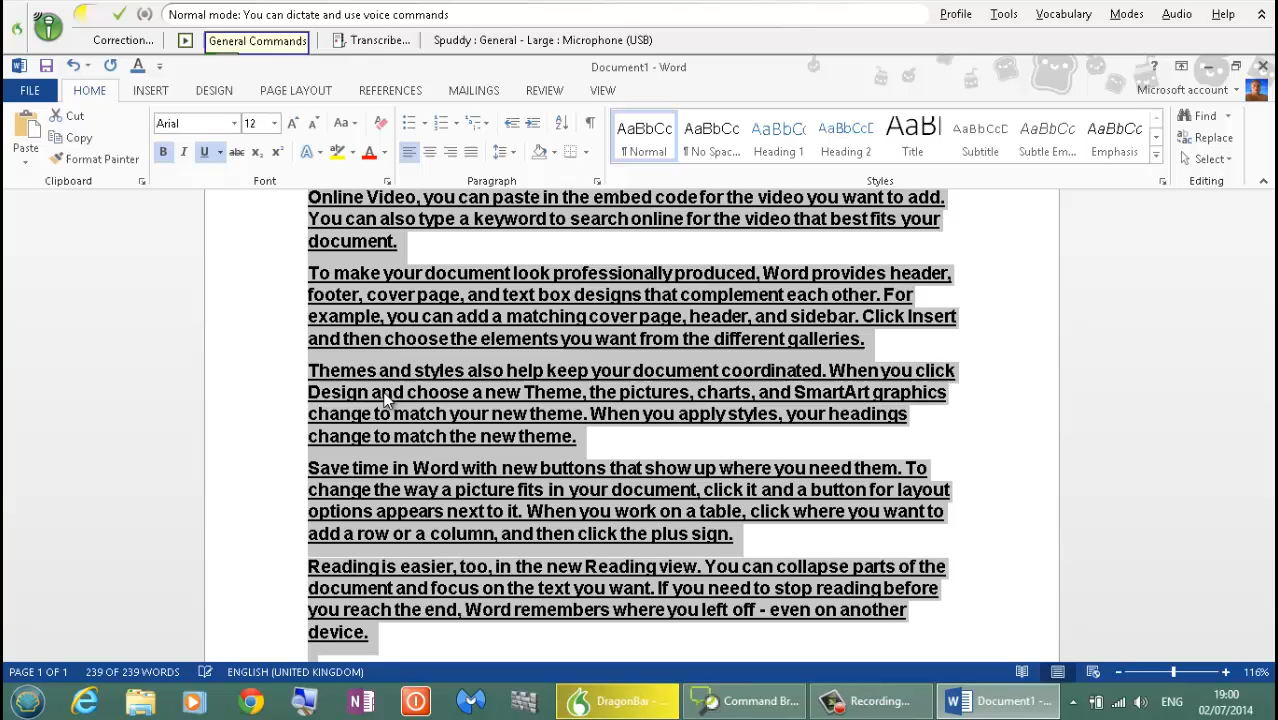 Normal mode: You can dictate and use voice commands
Profile Tools Vocabulary Modes Audio Help
Correction... General Commands Transcribe... Spuddy : General - Large : Microphone (USB)
Document1 - Word
FILE HOME INSERT DESIGN PAGE LAYOUT REFERENCES MAILINGS REVIEW VIEW Microsoft account
Paste
Cut
Copy
Format Painter
Clipboard
Arial 12
Font
Paragraph
AaBbCc AaBbCc AaBbC( AaBbCc AaBl AaBbCcD AaBbCc AaBbCc
¶ Normal ¶ No Spac... Heading 1 Heading 2 Title Subtitle Subtle Em... Emphasis
Styles
Find
Replace
Select
Editing
Online Video, you can paste in the embed code for the video you want to add.
You can also type a keyword to search online for the video that best fits your
document.
To make your document look professionally produced, Word provides header,
footer, cover page, and text box designs that complement each other. For
example, you can add a matching cover page, header, and sidebar. Click Insert
and then choose the elements you want from the different galleries.
Themes and styles also help keep your document coordinated. When you click
Design and choose a new Theme, the pictures, charts, and SmartArt graphics
change to match your new theme. When you apply styles, your headings
change to match the new theme.
Save time in Word with new buttons that show up where you need them. To
change the way a picture fits in your document, click it and a button for layout
options appears next to it. When you work on a table, click where you want to
add a row or a column, and then click the plus sign.
Reading is easier, too, in the new Reading view. You can collapse parts of the
document and focus on the text you want. If you need to stop reading before
you reach the end, Word remembers where you left off - even on another
device.
PAGE 1 OF 1 239 OF 239 WORDS ENGLISH (UNITED KINGDOM) 116%
DragonBar - ... Command Br... Recording... Document1 -... ENG
19:00
02/07/2014